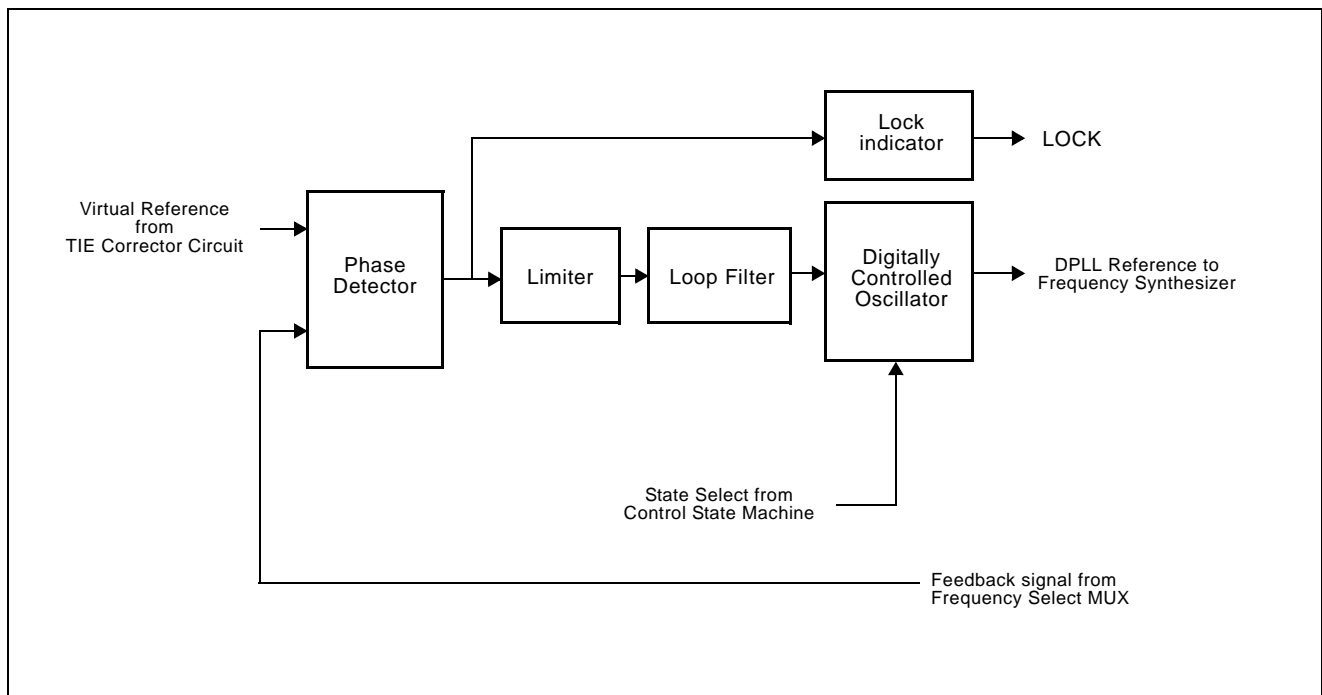 Lock
indicator
LOCK
Virtual Reference
from
TIE Corrector Circuit
Phase
Detector
Limiter
Loop Filter
Digitally
Controlled
Oscillator
DPLL Reference to
Frequency Synthesizer
State Select from
Control State Machine
Feedback signal from
Frequency Select MUX